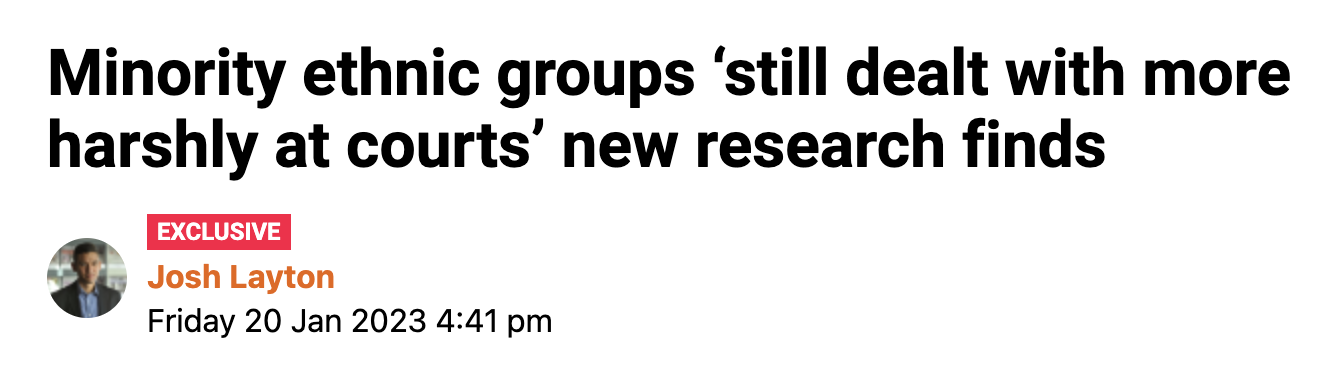 Minority ethnic groups ‘still dealt with more
harshly at courts’ new research finds
EXCLUSIVE
Josh Layton
Friday 20 Jan 2023 4:41 pm